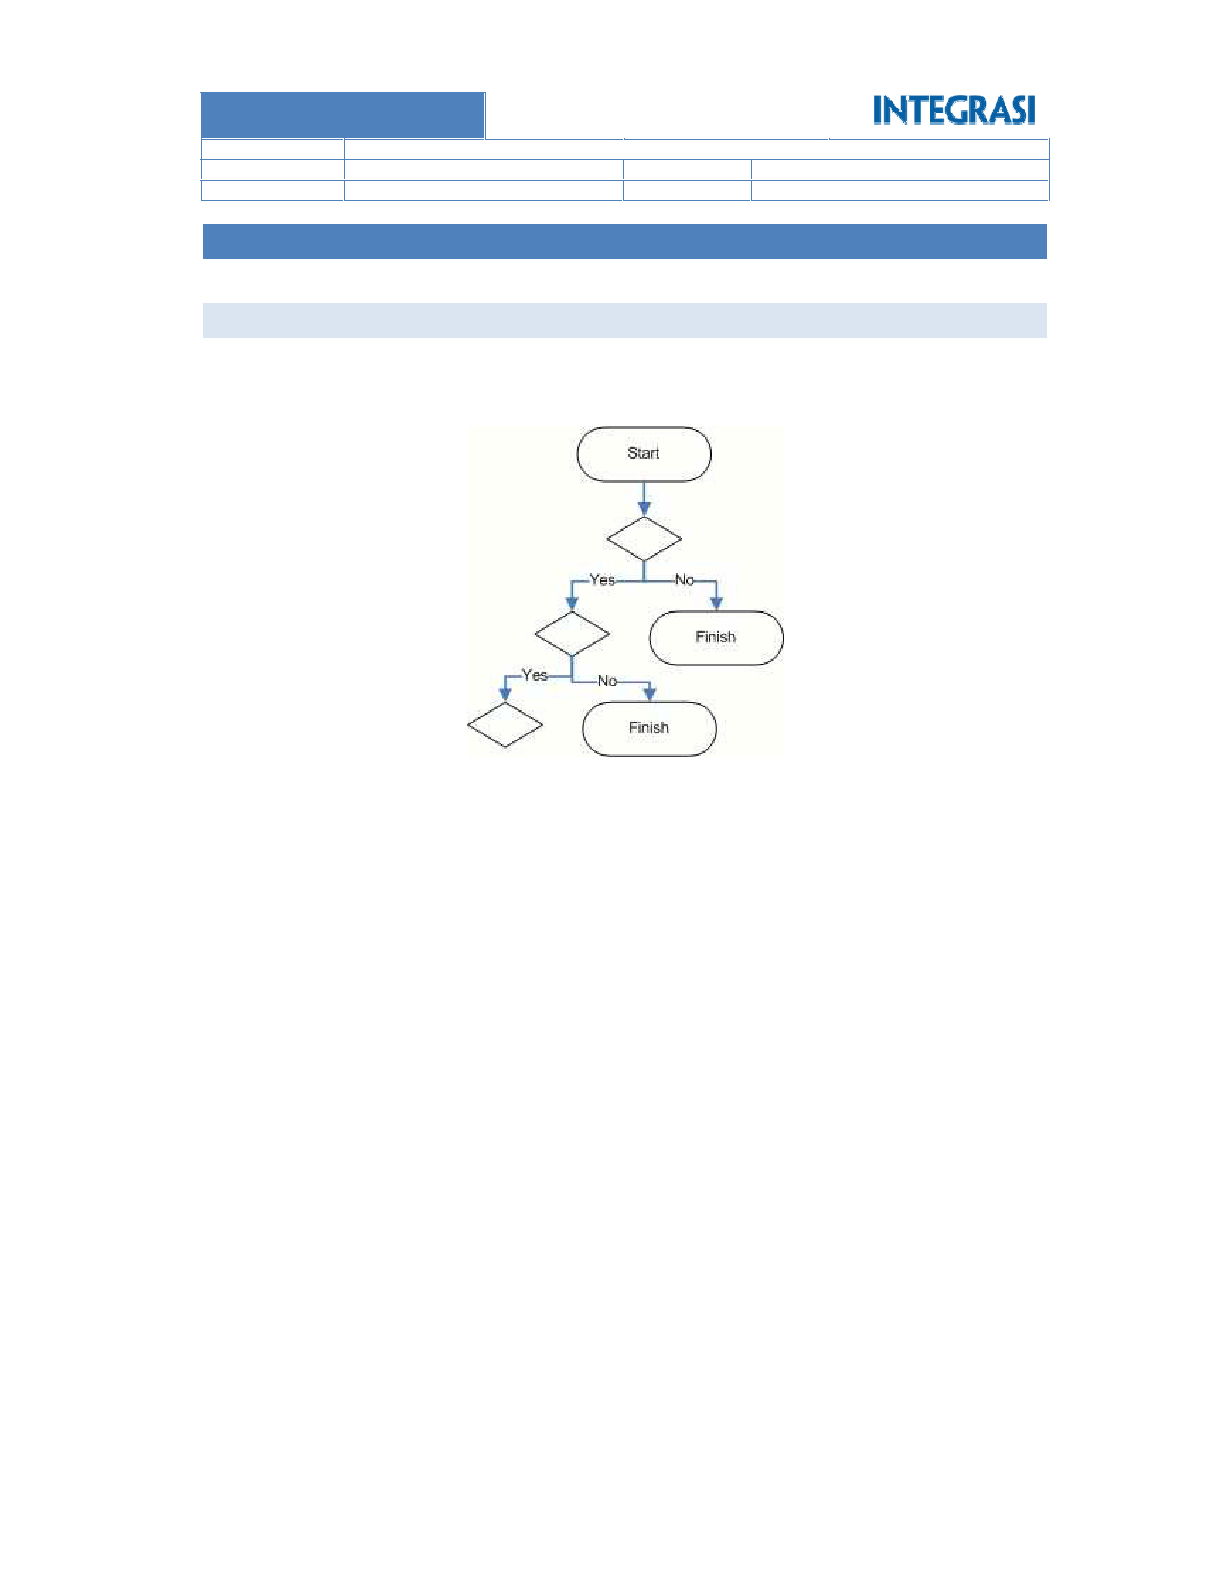 INTEGRASI
Start
Yes
No
Finish
Yes
No
Finish